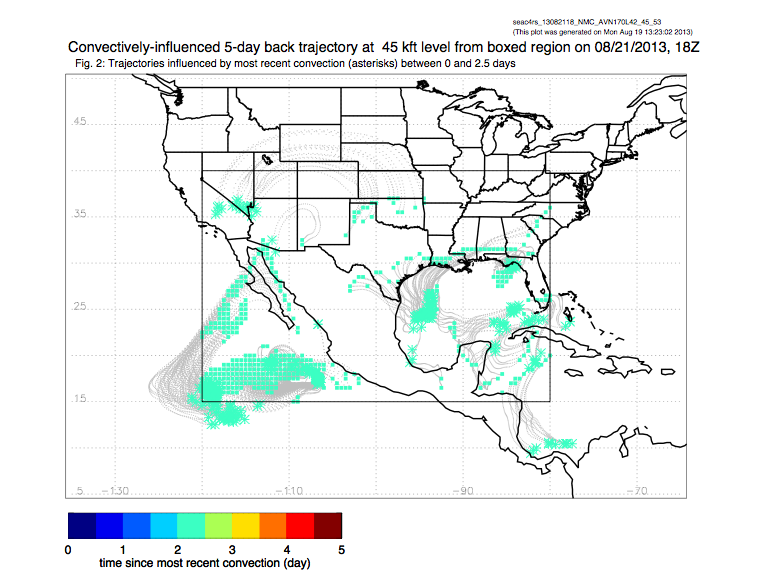 seac4rs_13082118_NMC_AVN170L42_45_53
(This plot was generated on Mon Aug 19 13:23:02 2013)
Convectively-influenced 5-day back trajectory at 45 kft level from boxed region on 08/21/2013, 18Z
Fig. 2: Trajectories influenced by most recent convection (asterisks) between 0 and 2.5 days
45
35
25
15
5 -130 -110 -90 -70
0 1 2 3 4 5
time since most recent convection (day)